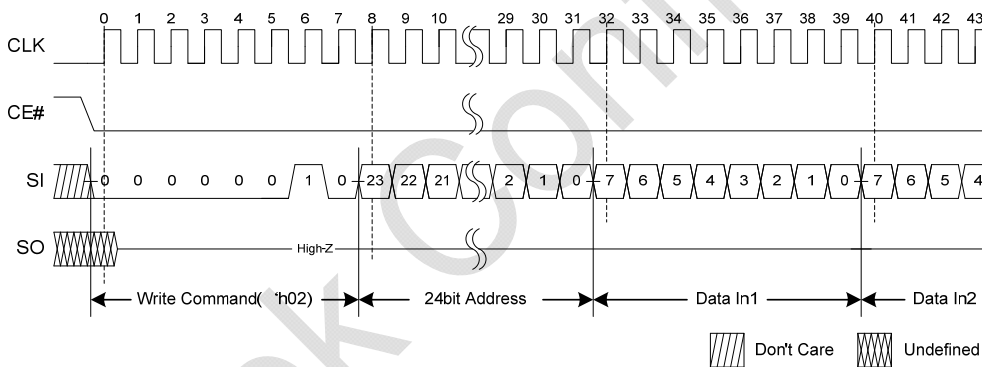 0 1 2 3 4 5 6 7 8 9 10 29 30 31 32 33 34 35 36 37 38 39 40 41 42 43
CLK
CE#
SI 0 0 0 0 0 0 1 0 23 22 21 2 1 0 7 6 5 4 3 2 1 0 7 6 5 4
SO High-Z
Write Command( 'h02) 24bit Address Data In1 Data In2
Don't Care Undefined